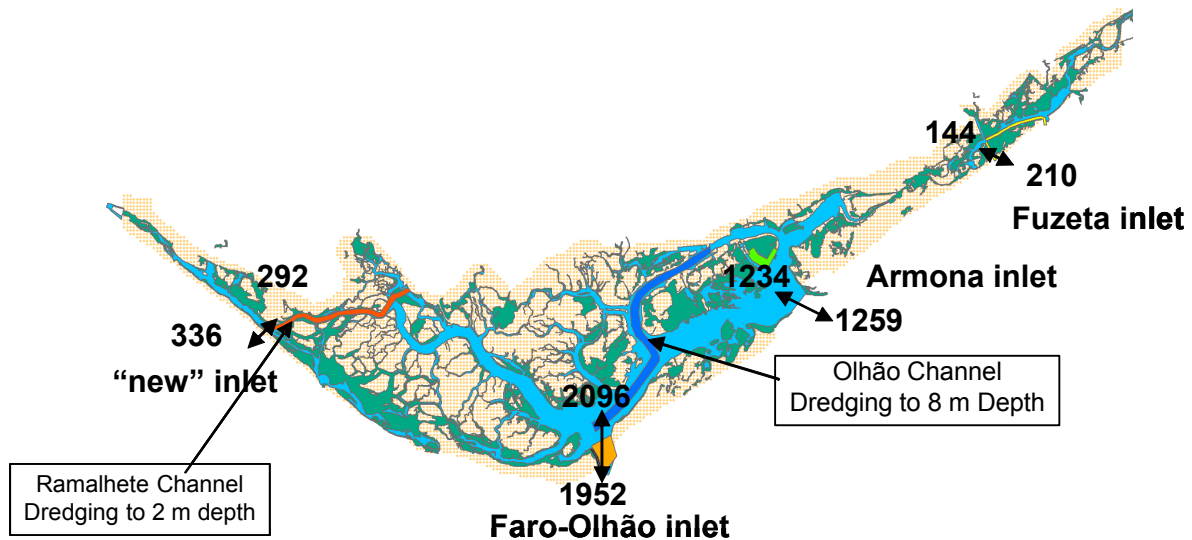 144
210
Fuzeta inlet
292
1234
Armona inlet
336
1259
“new” inlet
Olhão Channel
Dredging to 8 m Depth
2096
Ramalhete Channel
Dredging to 2 m depth
1952
Faro-Olhão inlet